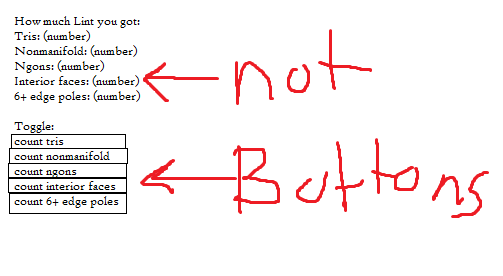 How much Lint you got:
Tris: (number)
Nonmanifold: (number)
Ngons: (number)
Interior faces: (number)
6+ edge poles: (number)
not
Toggle:
count tris
count nonmanifold
count ngons
count interior faces
count 6+ edge poles
Buttons